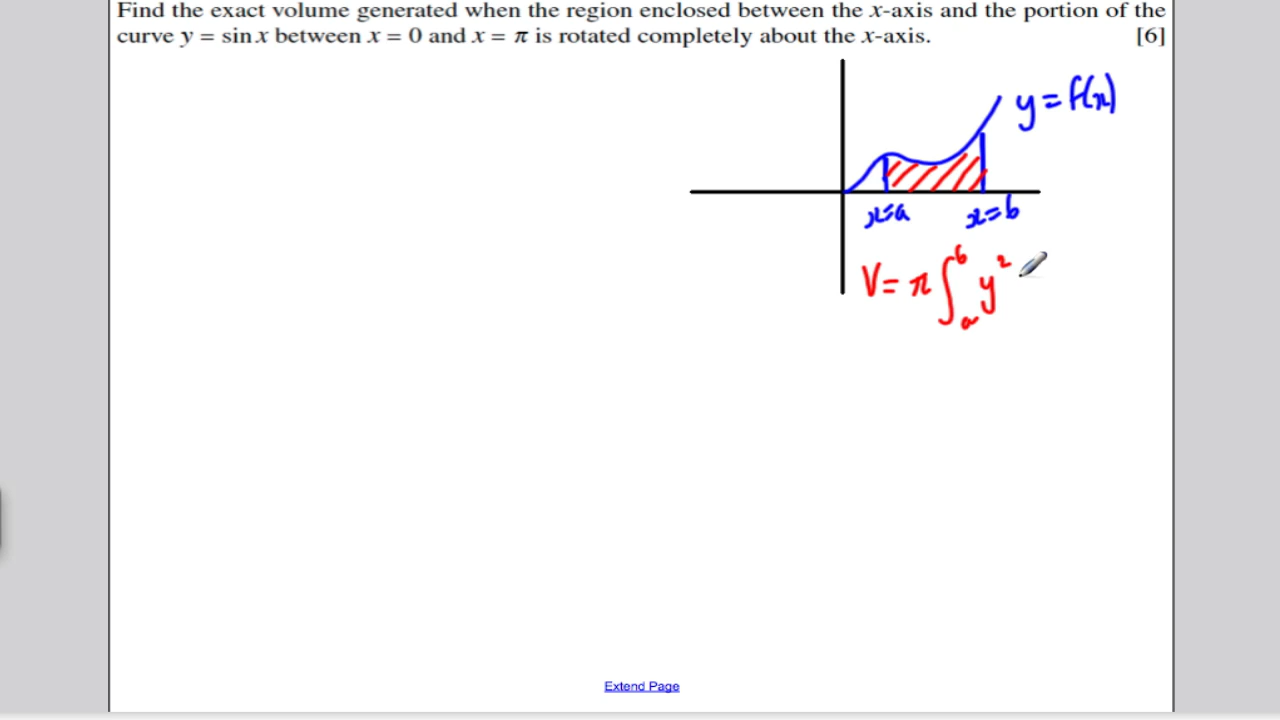 Find the exact volume generated when the region enclosed between the x-axis and the portion of the
curve y = sin x between x = 0 and x = π is rotated completely about the x-axis. [6]
y = f(x)
x=a x=b
V = π ∫_a^b y²
Extend Page